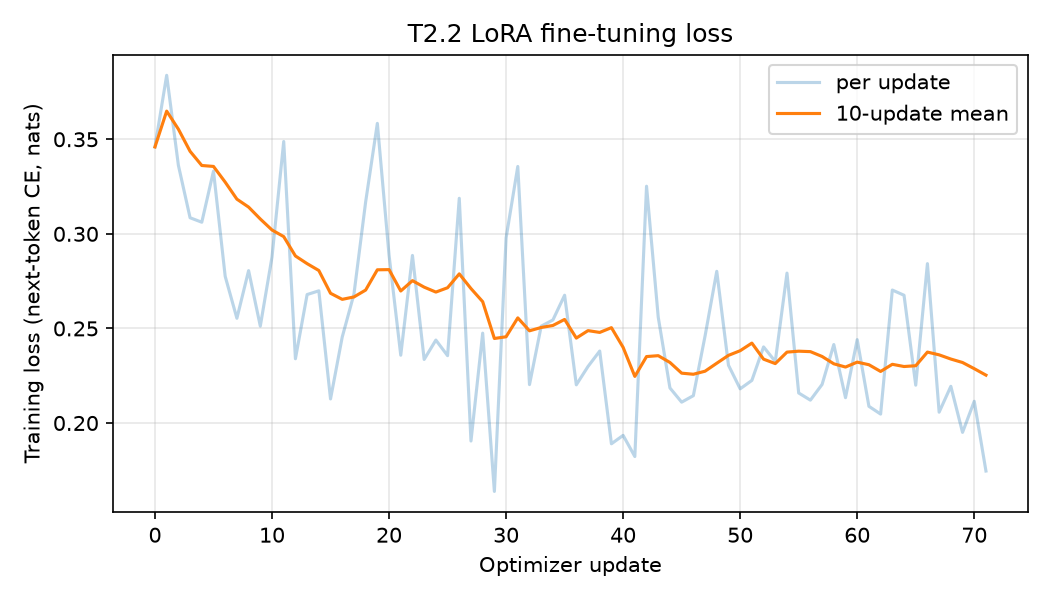 T2.2 LoRA fine-tuning loss
per update
10-update mean
Training loss (next-token CE, nats)
0.35
0.30
0.25
0.20
0 10 20 30 40 50 60 70
Optimizer update